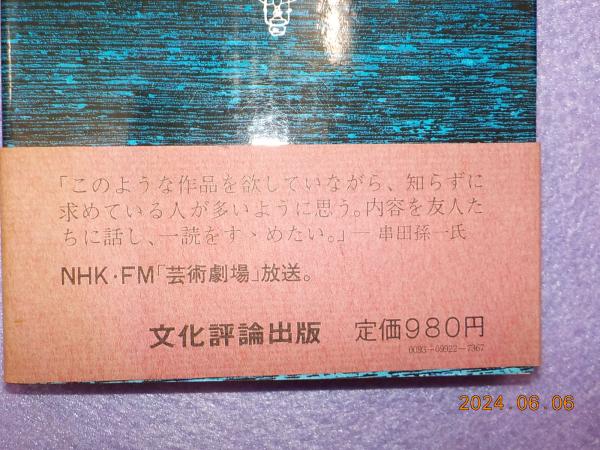 「このような作品を欲していながら、知らずに
求めている人が多いように思う。内容を友人た
ちに話し、一読をすゝめたい。」― 串田孫一氏
NHK・FM「芸術劇場」放送。
文化評論出版 定価980円
0093-09922-7367
2024.06.06